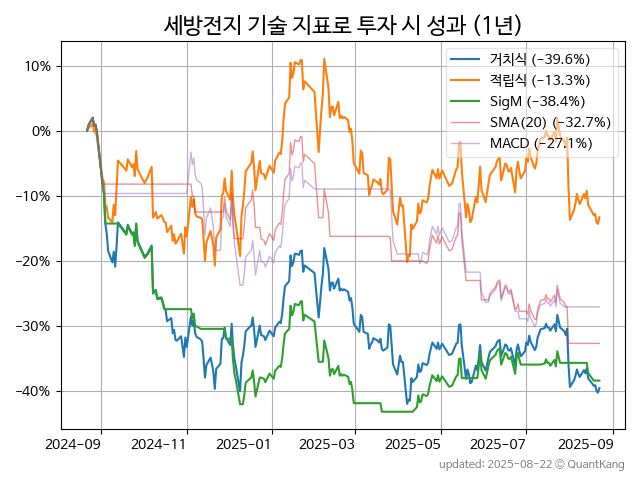 세방전지 기술 지표로 투자 시 성과 (1년)
10%
0%
−10%
−20%
−30%
−40%
거치식 (−39.6%)
적립식 (−13.3%)
SigM (−38.4%)
SMA(20) (−32.7%)
MACD (−27.1%)
2024−09
2024−11
2025−01
2025−03
2025−05
2025−07
2025−09
updated: 2025-08-22 © QuantKang